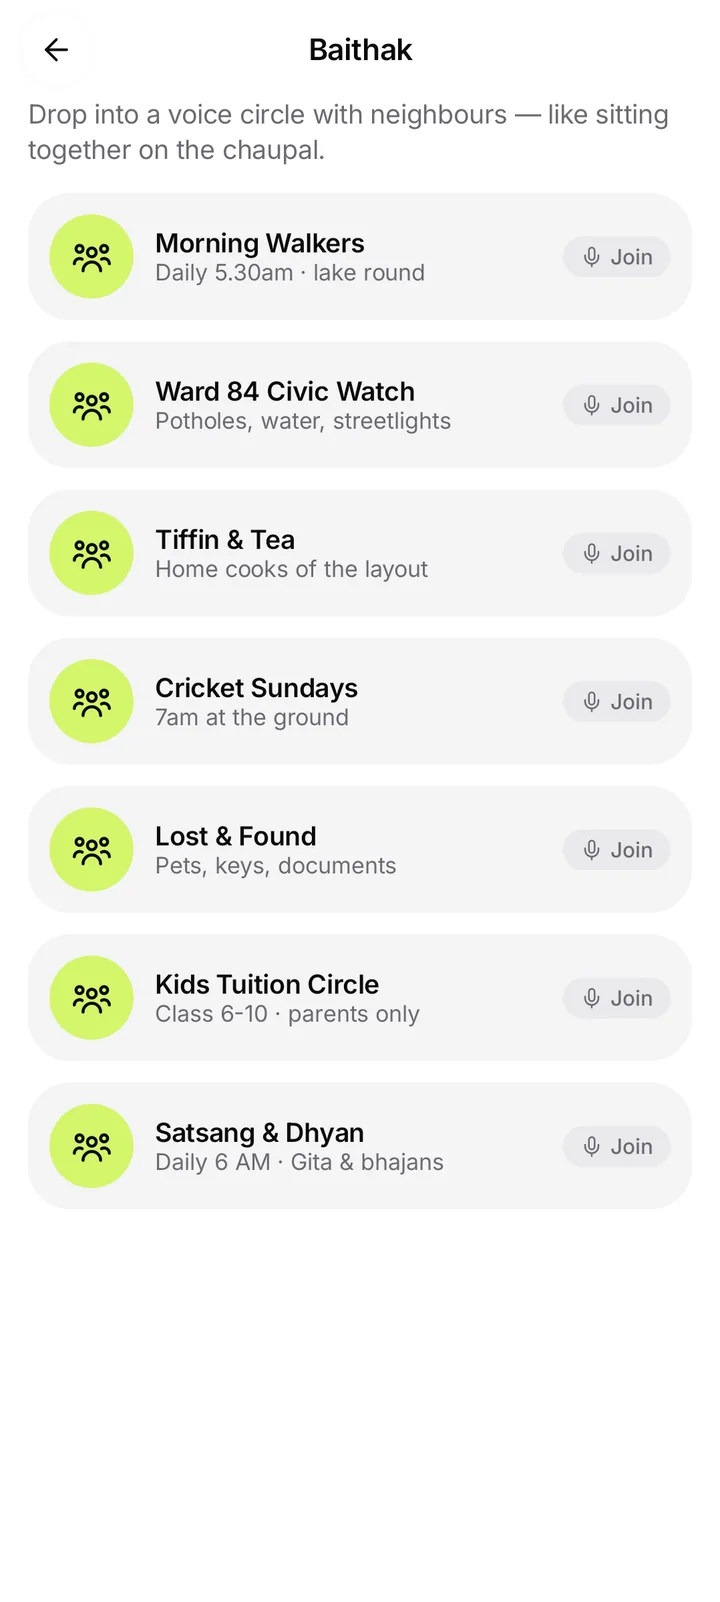 Baithak
Drop into a voice circle with neighbours — like sitting
together on the chaupal.
Morning Walkers
Daily 5.30am · lake round
Join
Ward 84 Civic Watch
Potholes, water, streetlights
Join
Tiffin & Tea
Home cooks of the layout
Join
Cricket Sundays
7am at the ground
Join
Lost & Found
Pets, keys, documents
Join
Kids Tuition Circle
Class 6-10 · parents only
Join
Satsang & Dhyan
Daily 6 AM · Gita & bhajans
Join